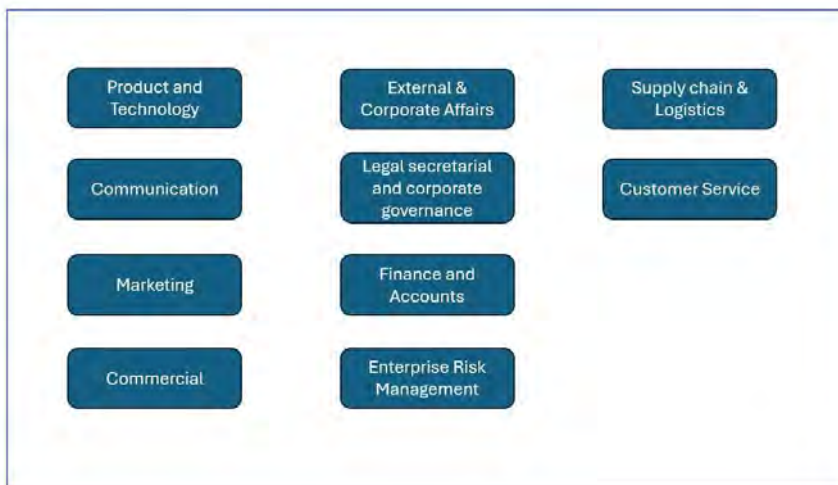 Product and
Technology
External &
Corporate Affairs
Supply chain &
Logistics
Communication
Legal secretarial
and corporate
governance
Customer Service
Marketing
Finance and
Accounts
Commercial
Enterprise Risk
Management